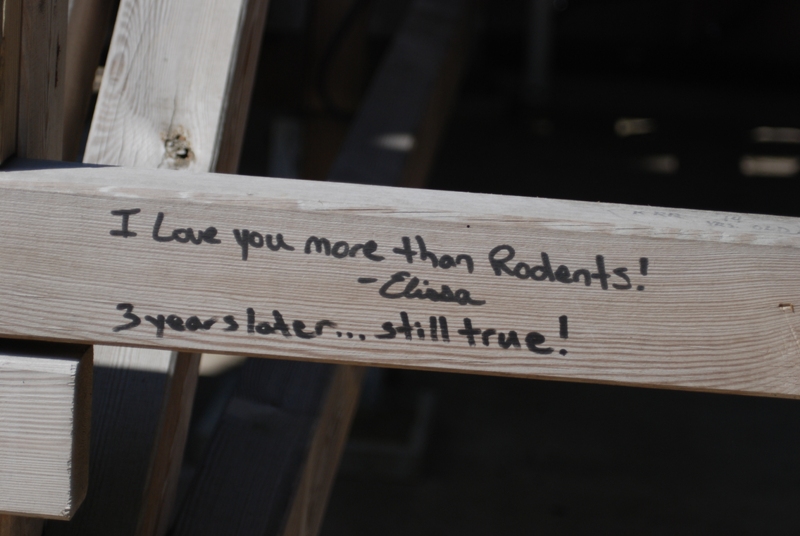 I Love you more than Rodents!
-Elissa
3 years later... still true!